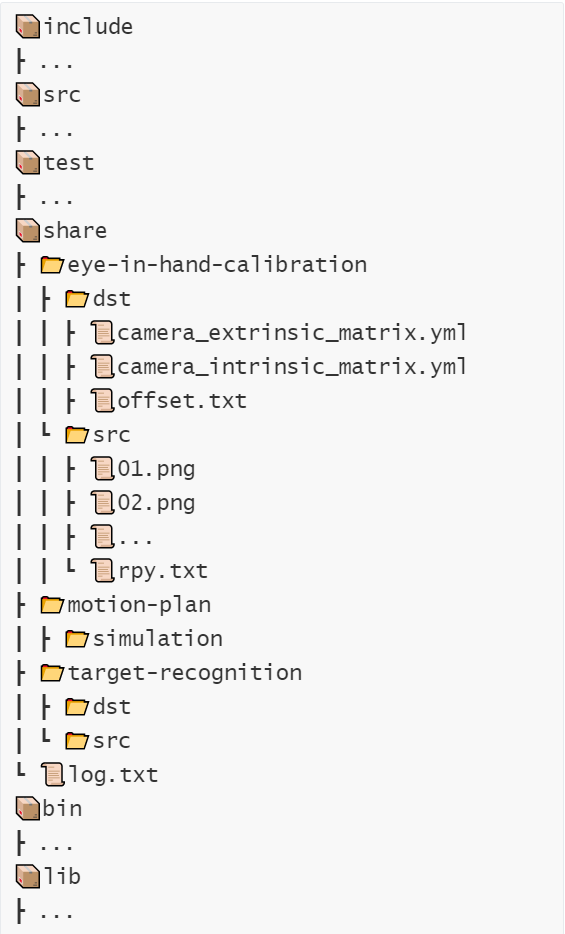 📦include
┣ ...
📦src
┣ ...
📦test
┣ ...
📦share
┣ 📂eye-in-hand-calibration
┃ ┣ 📂dst
┃ ┃ ┣ 📜camera_extrinsic_matrix.yml
┃ ┃ ┣ 📜camera_intrinsic_matrix.yml
┃ ┃ ┣ 📜offset.txt
┃ ┗ 📂src
┃ ┃ ┣ 📜01.png
┃ ┃ ┣ 📜02.png
┃ ┃ ┣ 📜...
┃ ┃ ┗ 📜rpy.txt
┣ 📂motion-plan
┃ ┣ 📂simulation
┣ 📂target-recognition
┃ ┣ 📂dst
┃ ┗ 📂src
┗ 📜log.txt
📦bin
┣ ...
📦lib
┣ ...